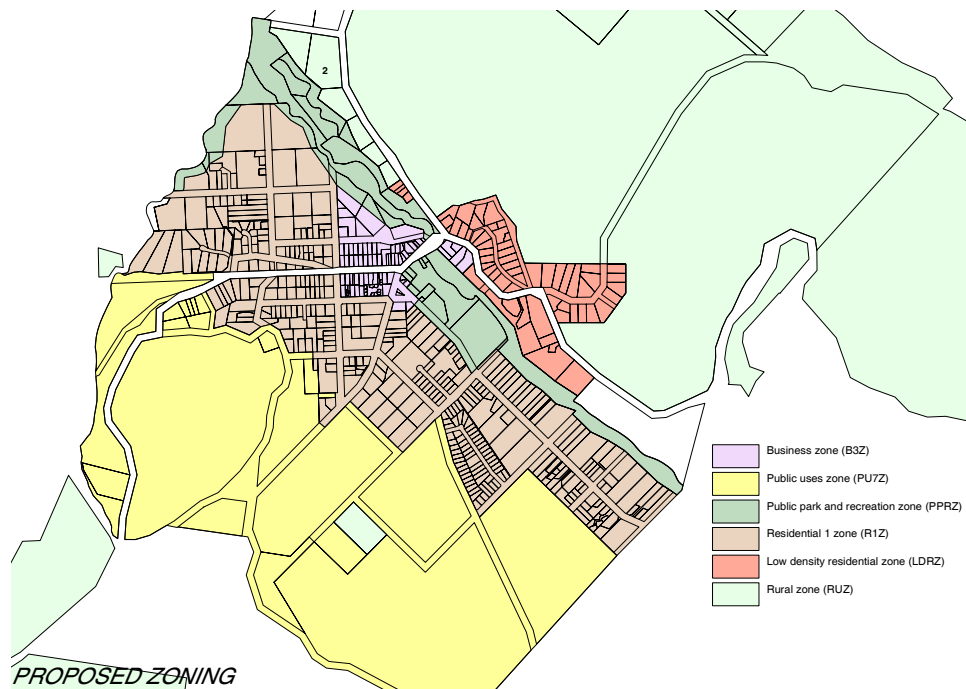 2
Business zone (B3Z)
Public uses zone (PU7Z)
Public park and recreation zone (PPRZ)
Residential 1 zone (R1Z)
Low density residential zone (LDRZ)
Rural zone (RUZ)
PROPOSED ZONING